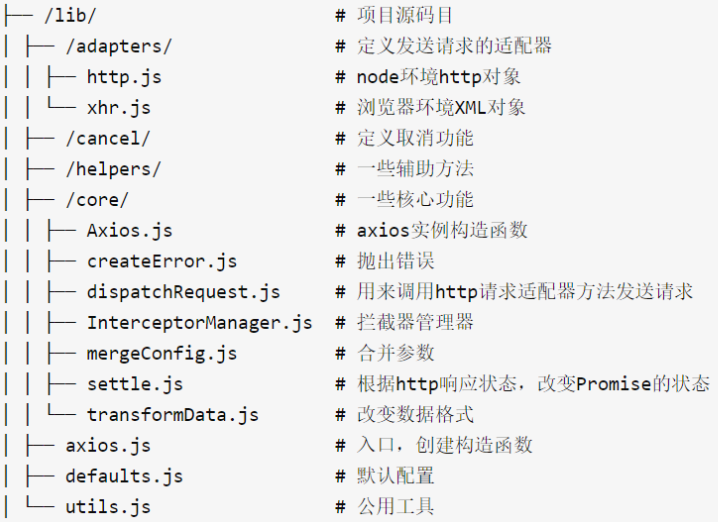 ├── /lib/                          # 项目源码目
│ ├── /adapters/                   # 定义发送请求的适配器
│ │ ├── http.js                    # node环境http对象
│ │ └── xhr.js                     # 浏览器环境XML对象
│ ├── /cancel/                     # 定义取消功能
│ ├── /helpers/                    # 一些辅助方法
│ ├── /core/                       # 一些核心功能
│ │ ├── Axios.js                   # axios实例构造函数
│ │ ├── createError.js             # 抛出错误
│ │ ├── dispatchRequest.js         # 用来调用http请求适配器方法发送请求
│ │ ├── InterceptorManager.js      # 拦截器管理器
│ │ ├── mergeConfig.js             # 合并参数
│ │ ├── settle.js                  # 根据http响应状态，改变Promise的状态
│ │ └── transformData.js           # 改变数据格式
│ ├── axios.js                     # 入口，创建构造函数
│ ├── defaults.js                  # 默认配置
│ └── utils.js                     # 公用工具